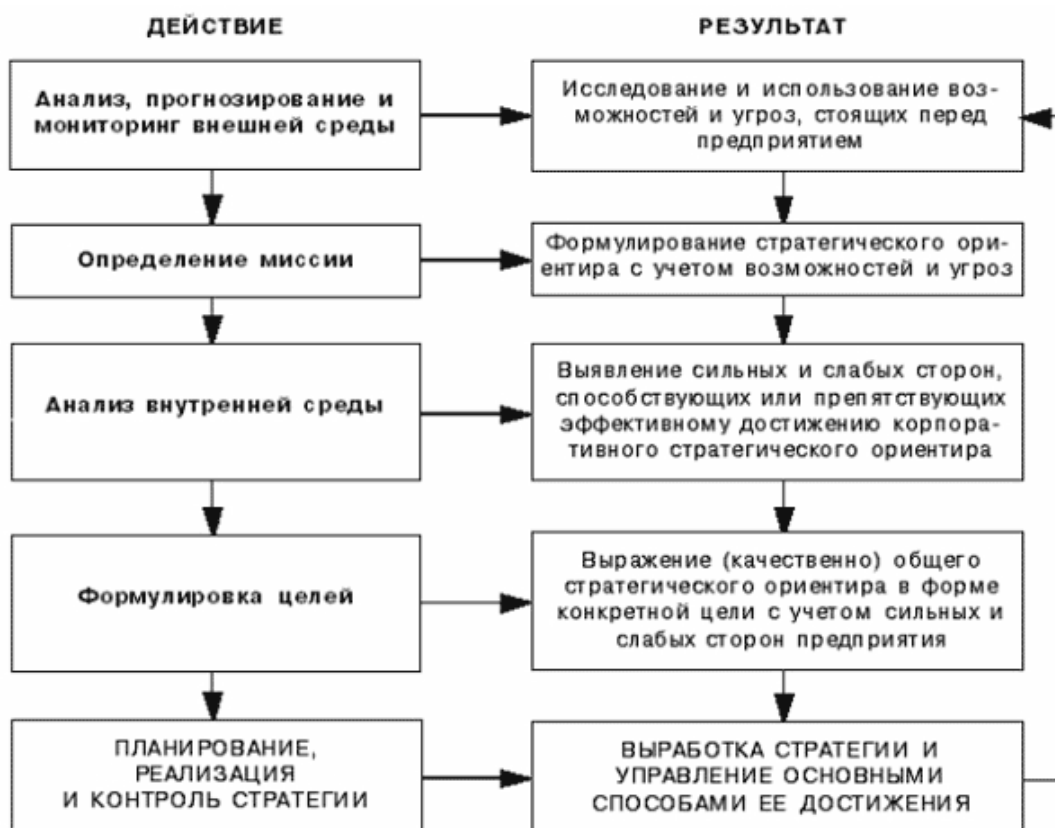 ДЕЙСТВИЕ
РЕЗУЛЬТАТ
Анализ, прогнозирование и
мониторинг внешней среды
Исследование и использование воз-
можностей и угроз, стоящих перед
предприятием
Определение миссии
Формулирование стратегического ори-
ентира с учетом возможностей и угроз
Анализ внутренней среды
Выявление сильных и слабых сторон,
способствующих или препятствующих
эффективному достижению корпора-
тивного стратегического ориентира
Формулировка целей
Выражение (качественно) общего
стратегического ориентира в форме
конкретной цели с учетом сильных и
слабых сторон предприятия
ПЛАНИРОВАНИЕ,
РЕАЛИЗАЦИЯ
И КОНТРОЛЬ СТРАТЕГИИ
ВЫРАБОТКА СТРАТЕГИИ И
УПРАВЛЕНИЕ ОСНОВНЫМИ
СПОСОБАМИ ЕЕ ДОСТИЖЕНИЯ